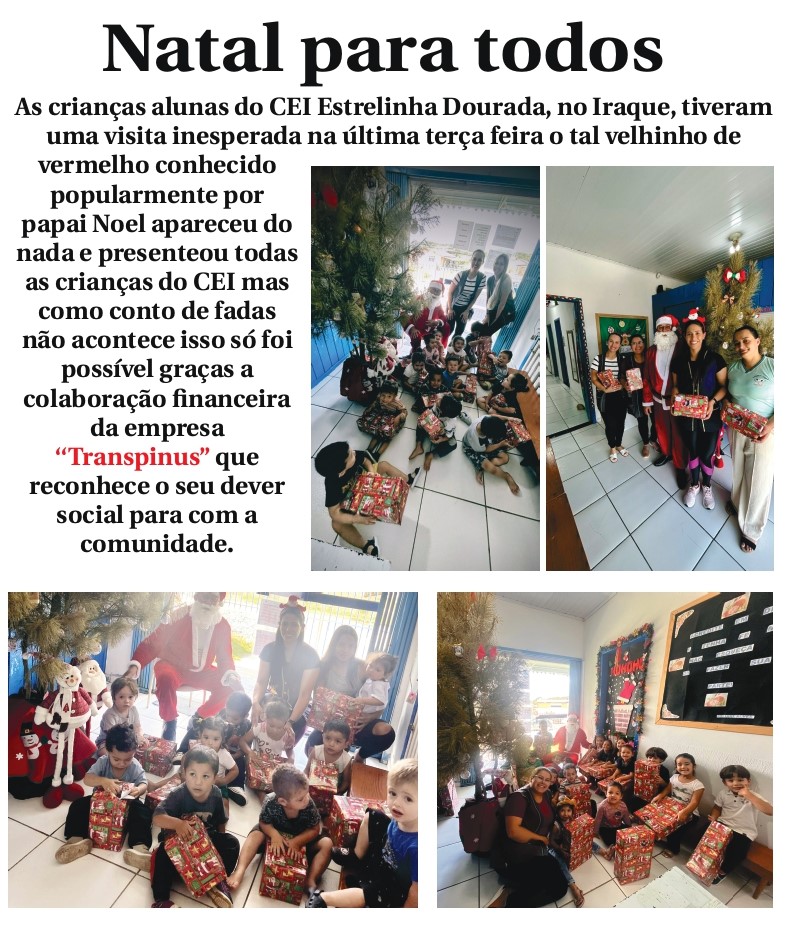 Natal para todos
As crianças alunas do CEI Estrelinha Dourada, no Iraque, tiveram
uma visita inesperada na última terça feira o tal velhinho de
vermelho conhecido
popularmente por
papai Noel apareceu do
nada e presenteou todas
as crianças do CEI mas
como conto de fadas
não acontece isso só foi
possível graças a
colaboração financeira
da empresa
“Transpinus” que
reconhece o seu dever
social para com a
comunidade.